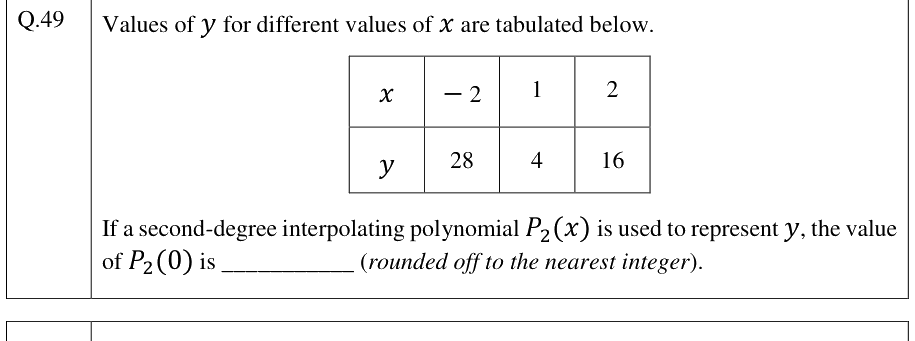 Q.49 Values of y for different values of x are tabulated below.
x − 2 1 2
y 28 4 16
If a second-degree interpolating polynomial P₂(x) is used to represent y, the value
of P₂(0) is ___________ (rounded off to the nearest integer).